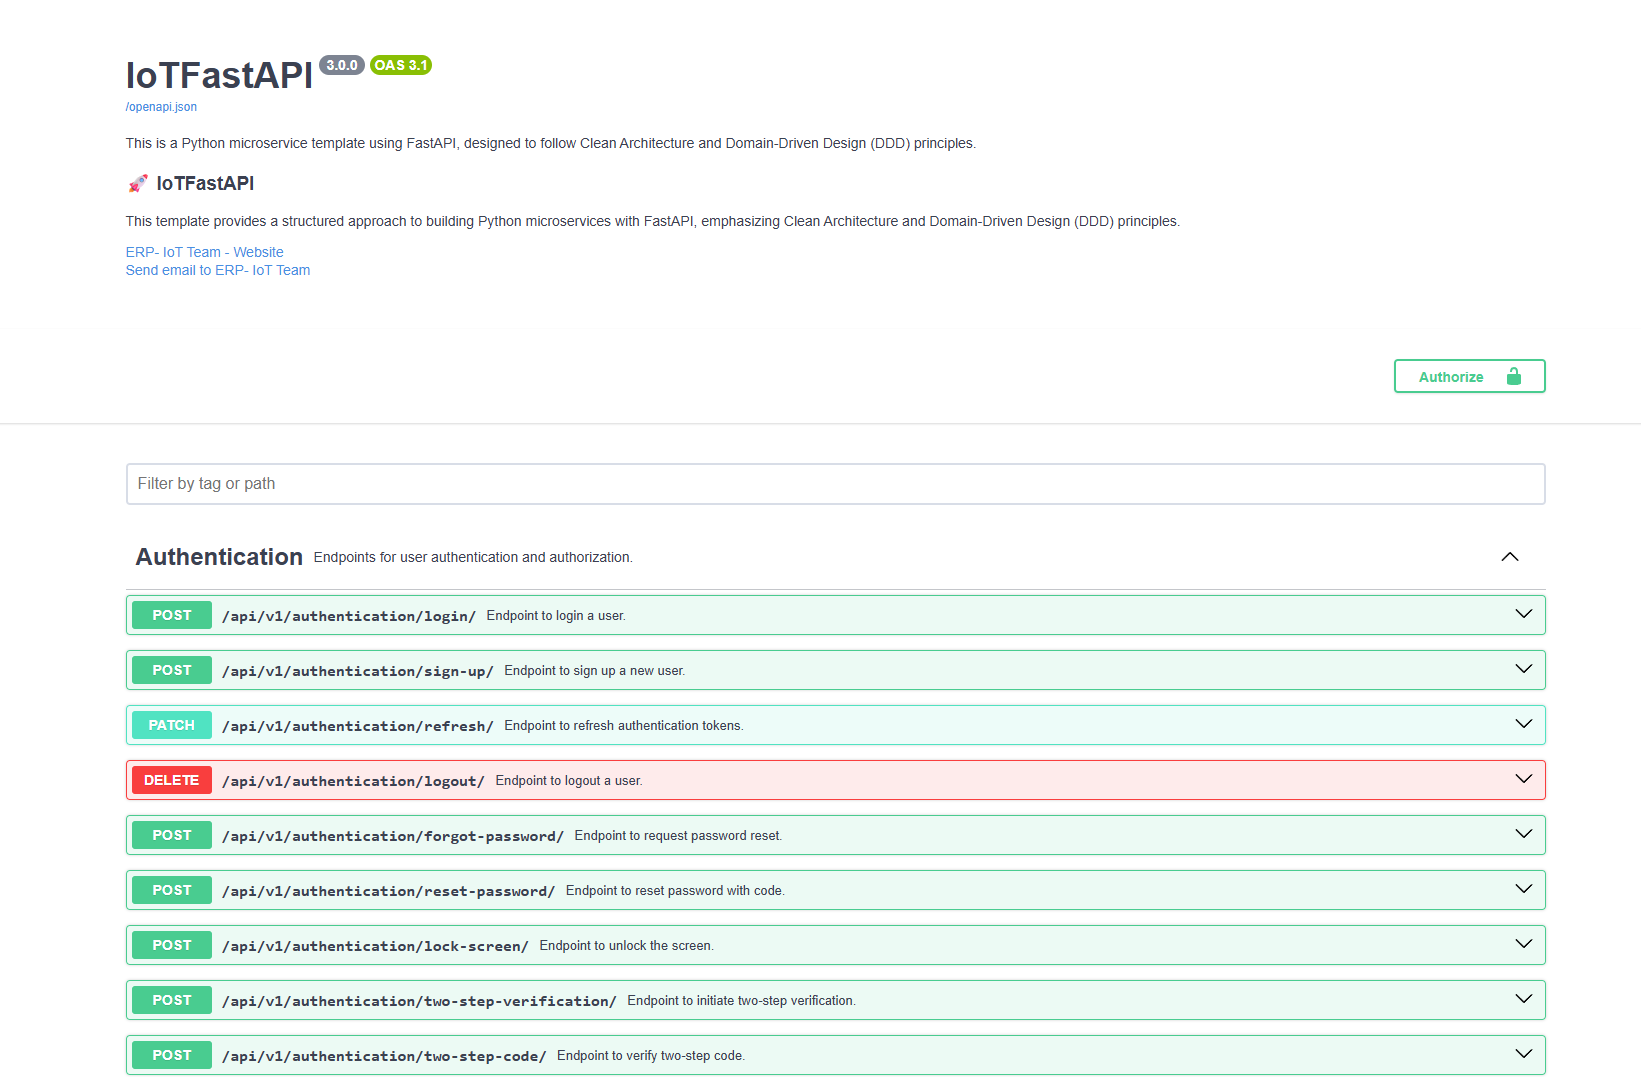 IoTFastAPI 3.0.0 OAS 3.1
/openapi.json
This is a Python microservice template using FastAPI, designed to follow Clean Architecture and Domain-Driven Design (DDD) principles.
🚀 IoTFastAPI
This template provides a structured approach to building Python microservices with FastAPI, emphasizing Clean Architecture and Domain-Driven Design (DDD) principles.
ERP- IoT Team - Website
Send email to ERP- IoT Team
Authorize
Filter by tag or path
Authentication Endpoints for user authentication and authorization.
POST /api/v1/authentication/login/ Endpoint to login a user.
POST /api/v1/authentication/sign-up/ Endpoint to sign up a new user.
PATCH /api/v1/authentication/refresh/ Endpoint to refresh authentication tokens.
DELETE /api/v1/authentication/logout/ Endpoint to logout a user.
POST /api/v1/authentication/forgot-password/ Endpoint to request password reset.
POST /api/v1/authentication/reset-password/ Endpoint to reset password with code.
POST /api/v1/authentication/lock-screen/ Endpoint to unlock the screen.
POST /api/v1/authentication/two-step-verification/ Endpoint to initiate two-step verification.
POST /api/v1/authentication/two-step-code/ Endpoint to verify two-step code.